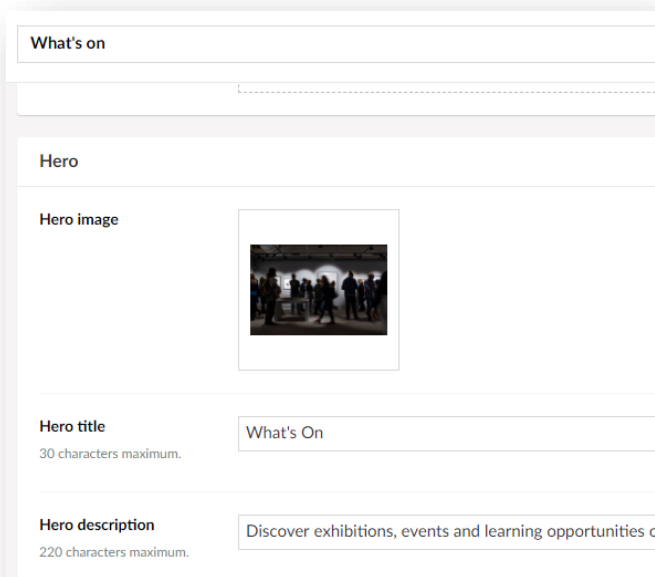 What's on
Hero
Hero image
Hero title
What's On
30 characters maximum.
Hero description
Discover exhibitions, events and learning opportunities
220 characters maximum.